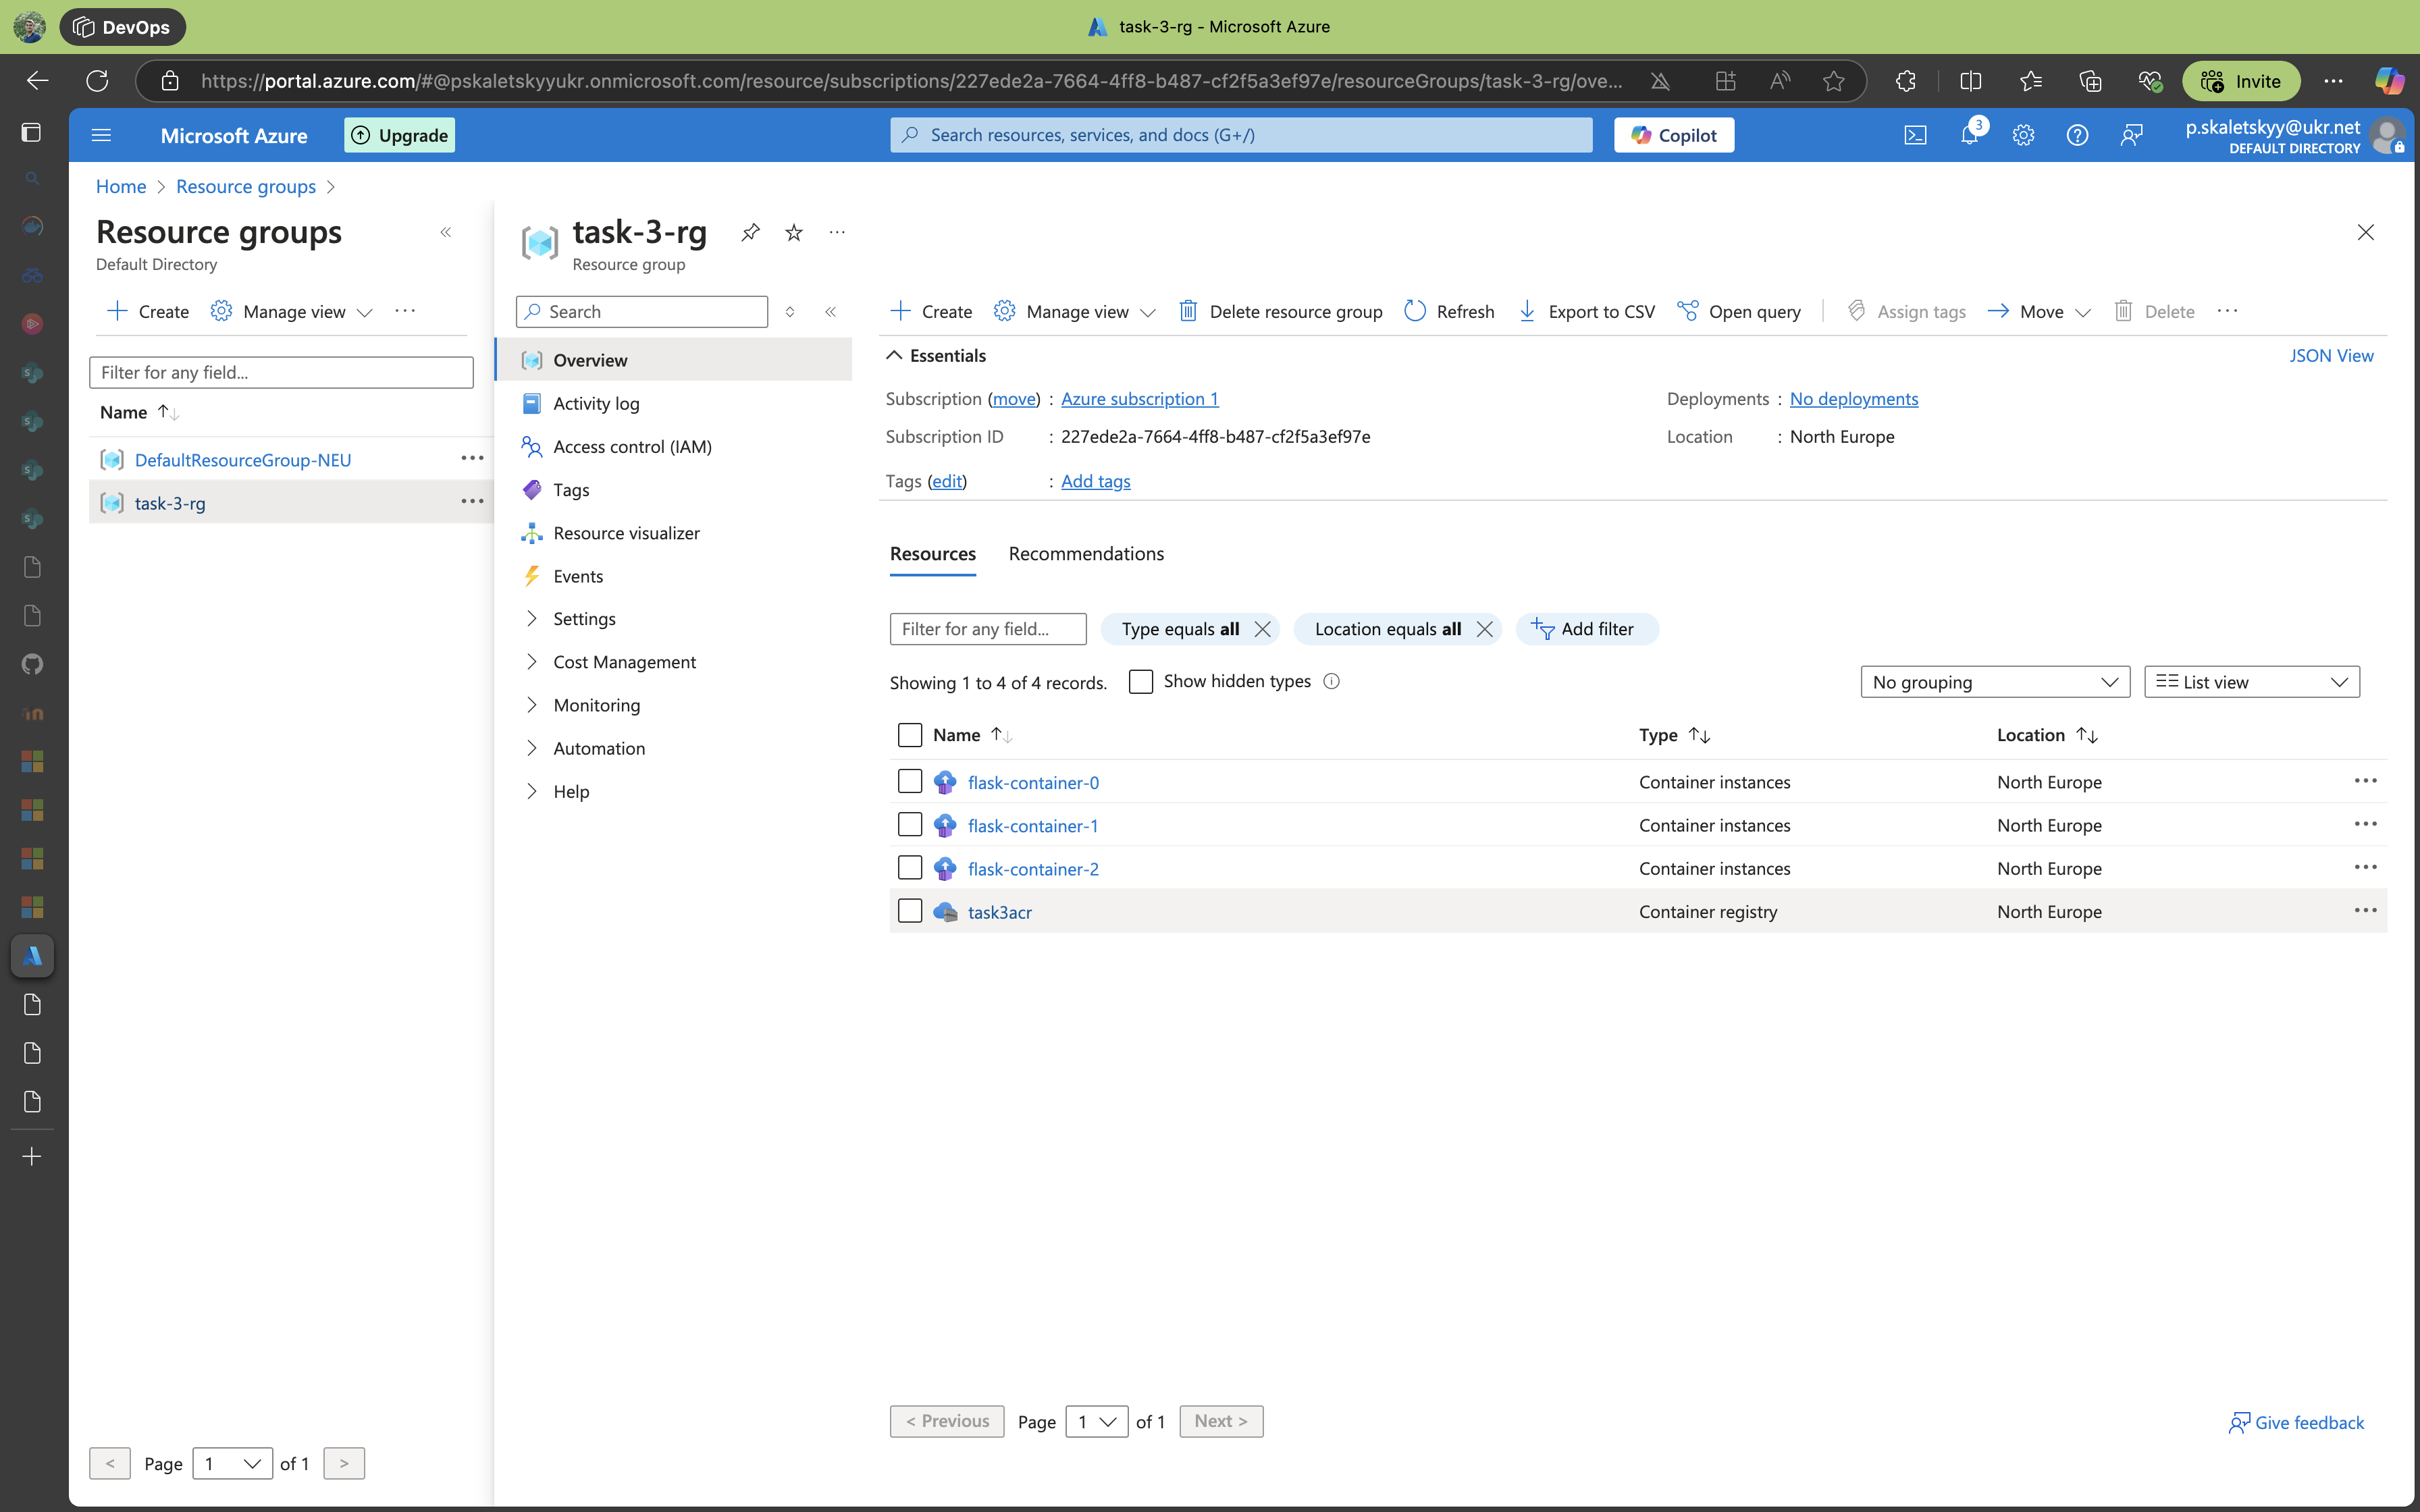 DevOps
task-3-rg - Microsoft Azure
https://portal.azure.com/#@pskaletskyyukr.onmicrosoft.com/resource/subscriptions/227ede2a-7664-4ff8-b487-cf2f5a3ef97e/resourceGroups/task-3-rg/ove...
Invite
Microsoft Azure
Upgrade
Search resources, services, and docs (G+/)
Copilot
3
p.skaletskyy@ukr.net
DEFAULT DIRECTORY
Home > Resource groups >
Resource groups
Default Directory
Create
Manage view
Filter for any field...
Name
DefaultResourceGroup-NEU
task-3-rg
< Page 1 of 1 >
task-3-rg
Resource group
Search
Overview
Activity log
Access control (IAM)
Tags
Resource visualizer
Events
Settings
Cost Management
Monitoring
Automation
Help
Create Manage view Delete resource group Refresh Export to CSV Open query Assign tags Move Delete
Essentials
JSON View
Subscription (move) : Azure subscription 1
Deployments : No deployments
Subscription ID : 227ede2a-7664-4ff8-b487-cf2f5a3ef97e
Location : North Europe
Tags (edit) : Add tags
Resources Recommendations
Filter for any field... Type equals all Location equals all Add filter
Showing 1 to 4 of 4 records. Show hidden types
No grouping List view
Name Type Location
flask-container-0 Container instances North Europe
flask-container-1 Container instances North Europe
flask-container-2 Container instances North Europe
task3acr Container registry North Europe
< Previous Page 1 of 1 Next >
Give feedback